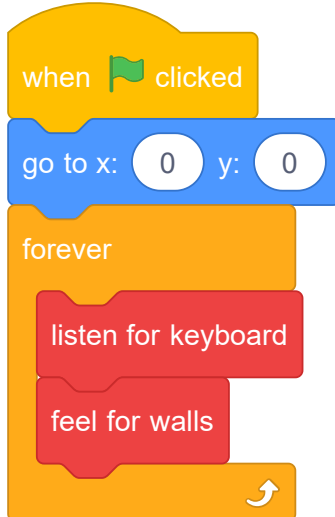 when clicked
go to x: 0 y: 0
forever
listen for keyboard
feel for walls